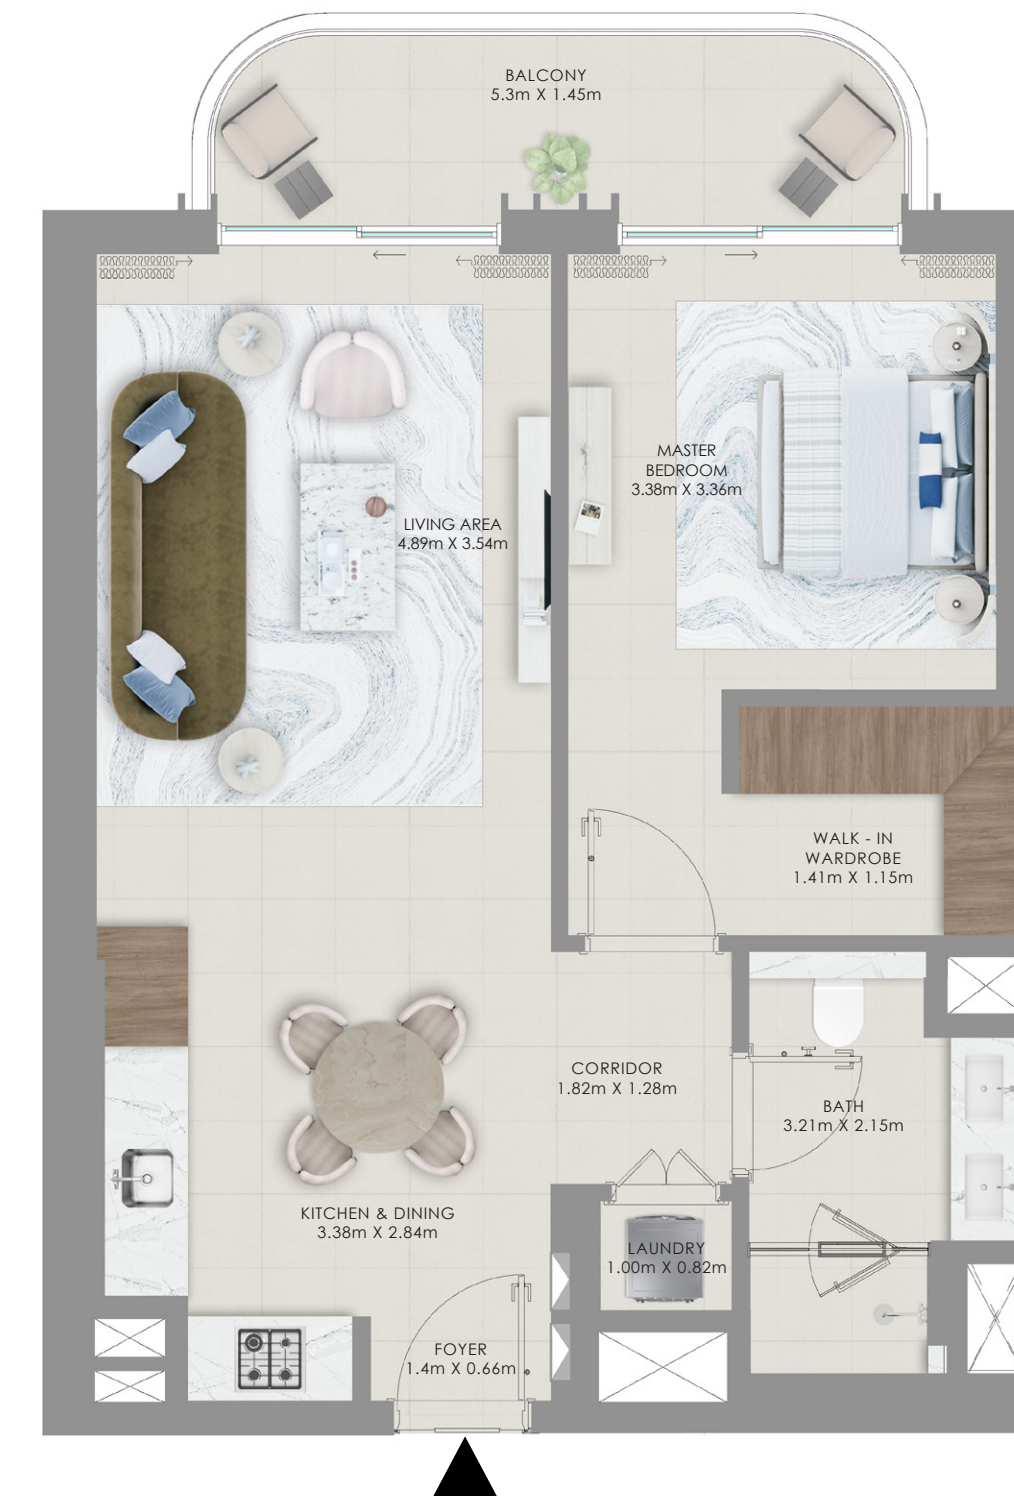 BALCONY
5.3m X 1.45m
MASTER
BEDROOM
3.38m X 3.36m
LIVING AREA
4.89m X 3.54m
WALK - IN
WARDROBE
1.41m X 1.15m
CORRIDOR
1.82m X 1.28m
BATH
3.21m X 2.15m
KITCHEN & DINING
3.38m X 2.84m
LAUNDRY
1.00m X 0.82m
FOYER
1.4m X 0.66m